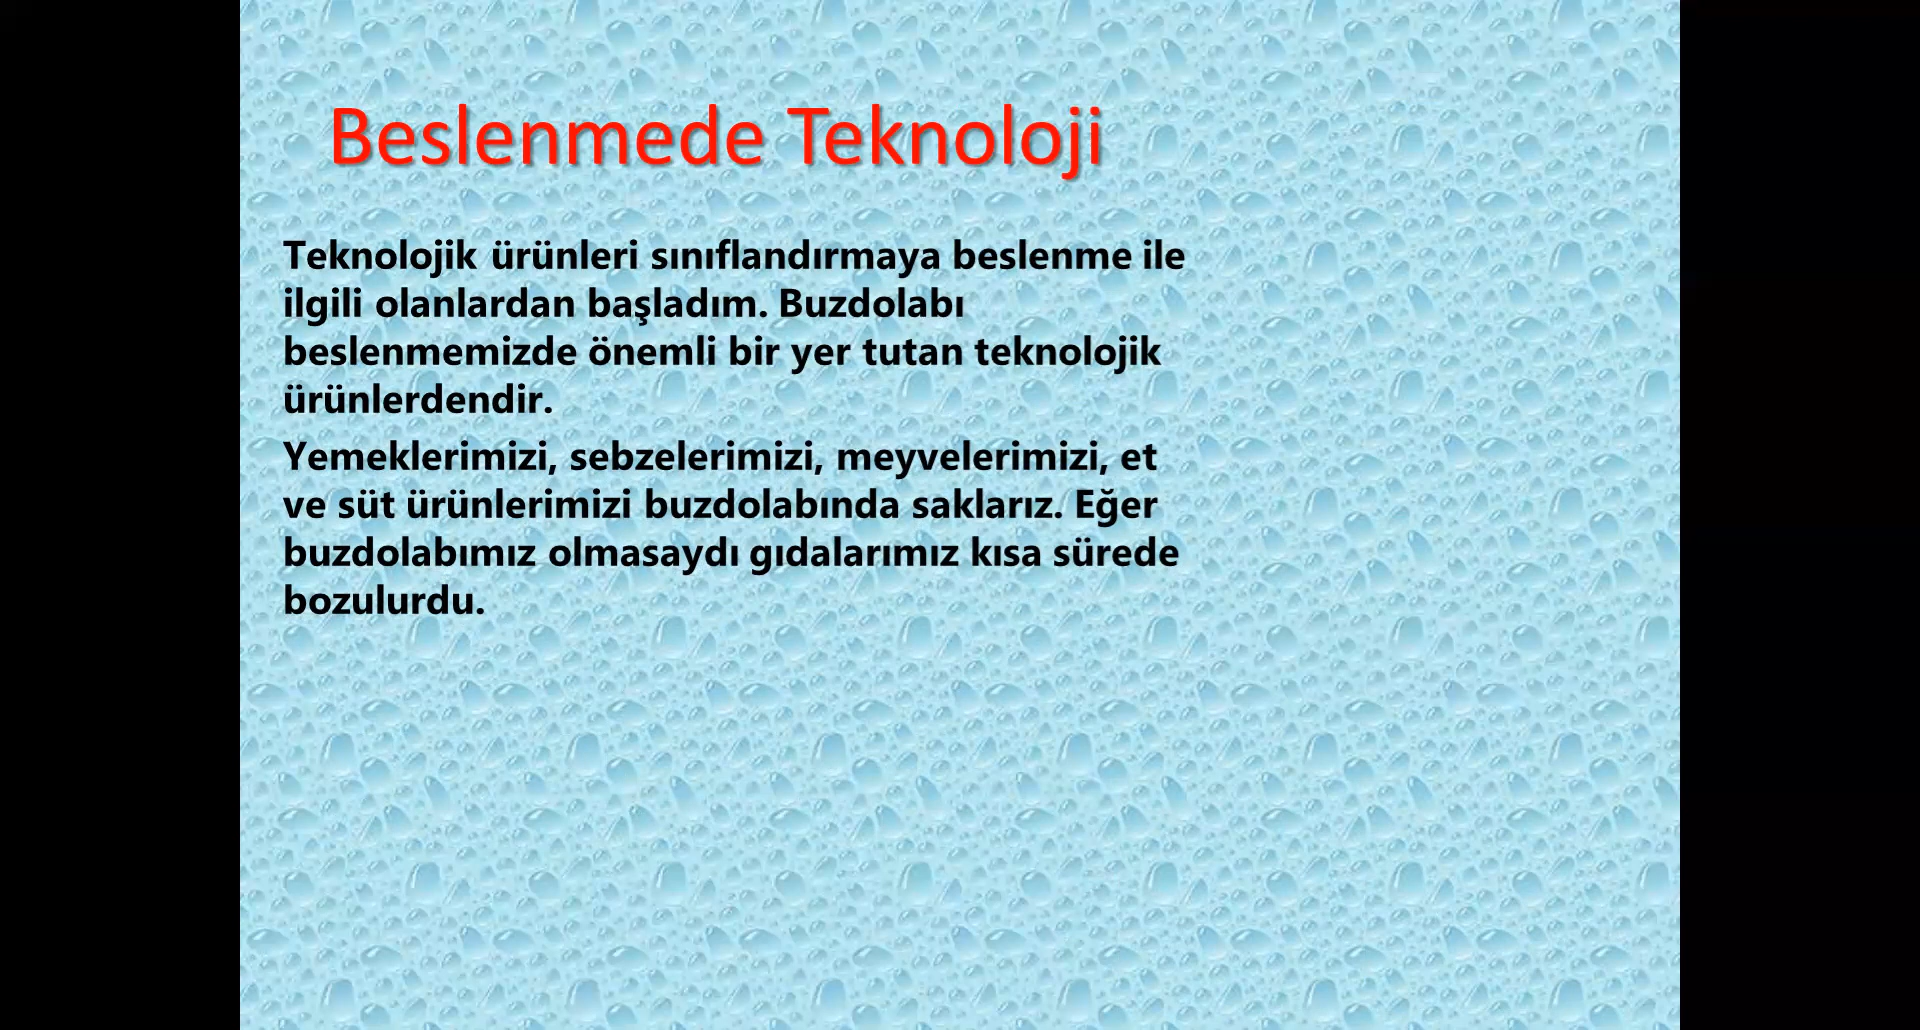 Beslenmede Teknoloji
Teknolojik ürünleri sınıflandırmaya beslenme ile
ilgili olanlardan başladım. Buzdolabı
beslenmemizde önemli bir yer tutan teknolojik
ürünlerdendir.
Yemeklerimizi, sebzelerimizi, meyvelerimizi, et
ve süt ürünlerimizi buzdolabında saklarız. Eğer
buzdolabımız olmasaydı gıdalarımız kısa sürede
bozulurdu.